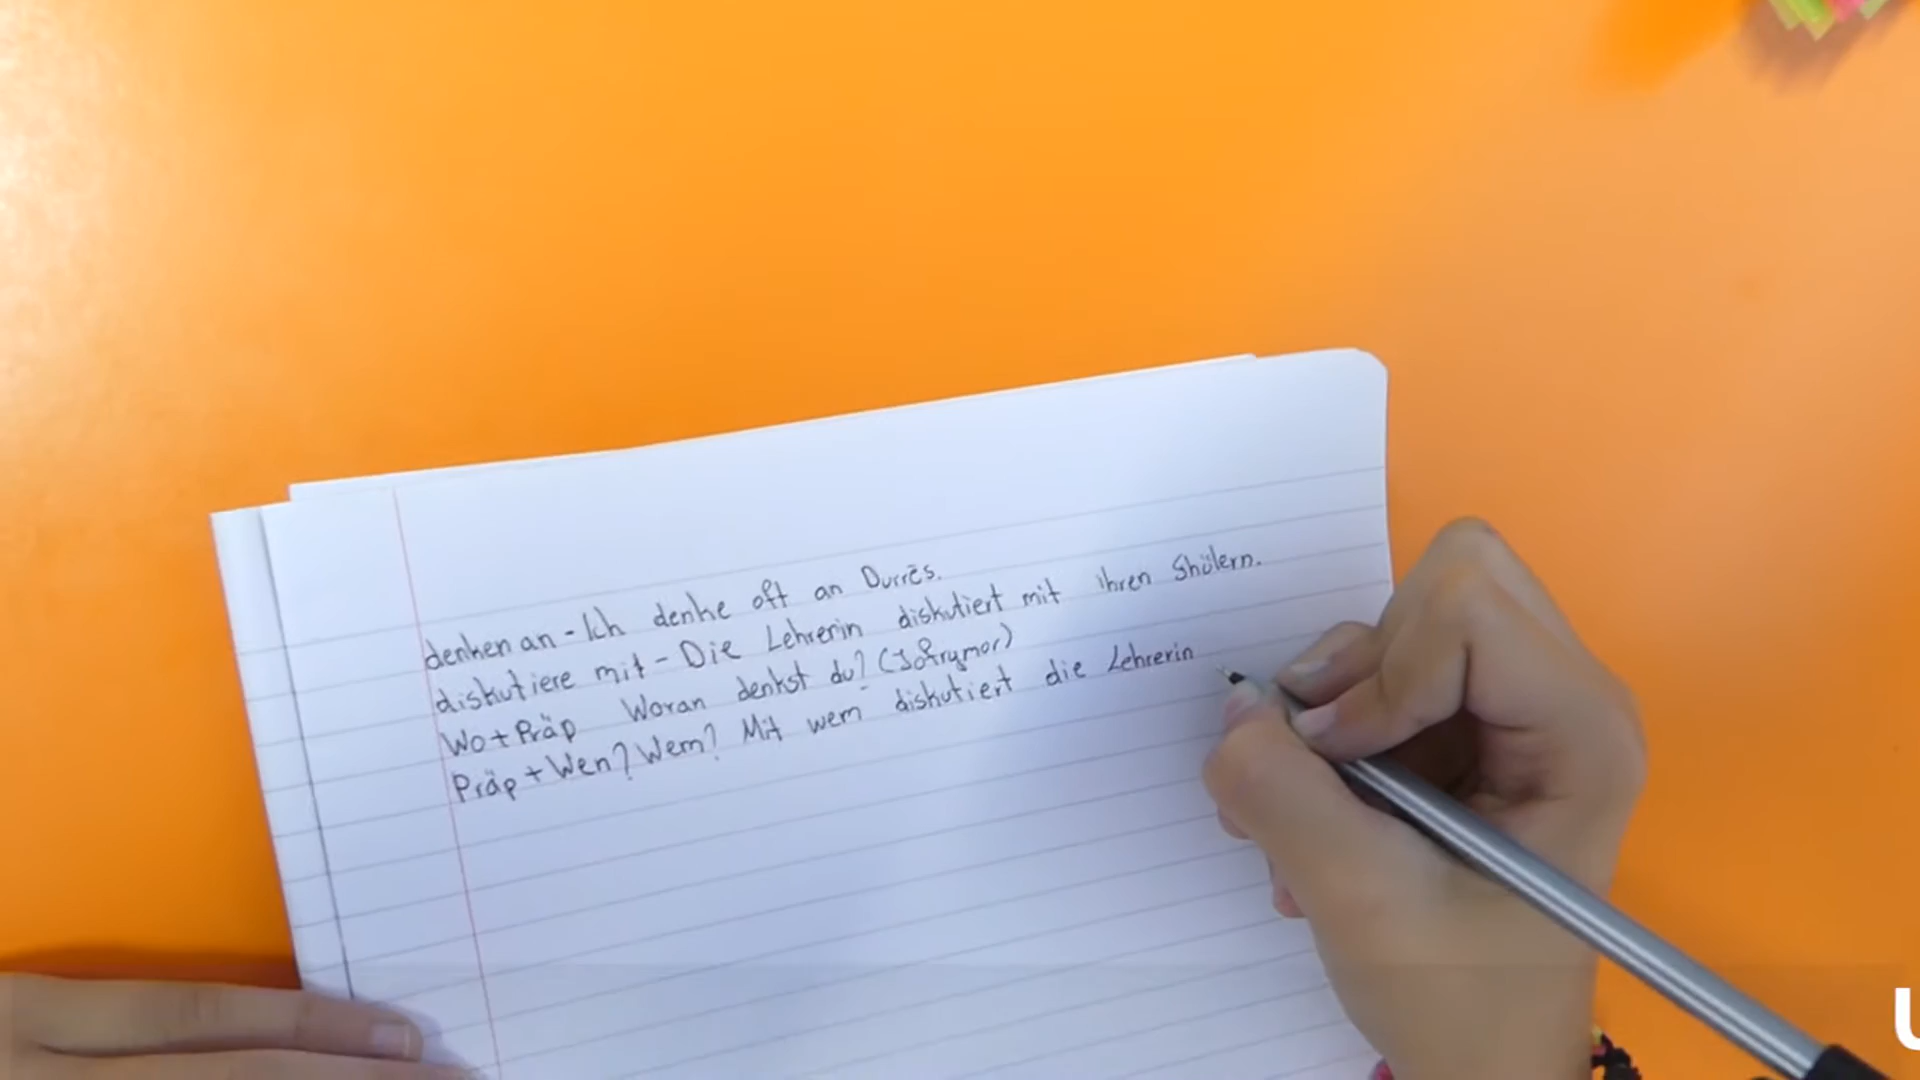 denken an - Ich denke oft an Durrës.
diskutiere mit - Die Lehrerin diskutiert mit ihren Shülern.
Wo + Präp Woran denkst du? (Jofrymor)
Präp + Wen? Wem? Mit wem diskutiert die Lehrerin